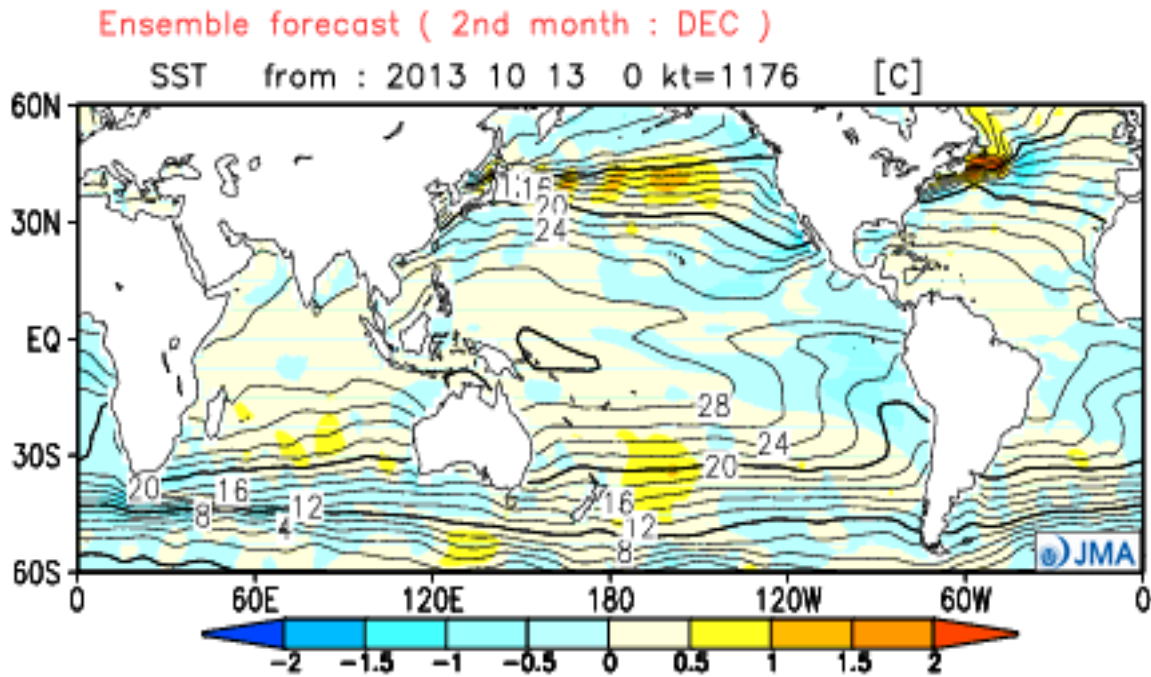 Ensemble forecast ( 2nd month : DEC )
SST from : 2013 10 13 0 kt=1176 [C]
60N
30N
EQ
30S
60S
16
20
24
28
24
20
20
16
12
8
4
16
12
8
JMA
0 60E 120E 180 120W 60W 0
-2 -1.5 -1 -0.5 0 0.5 1 1.5 2